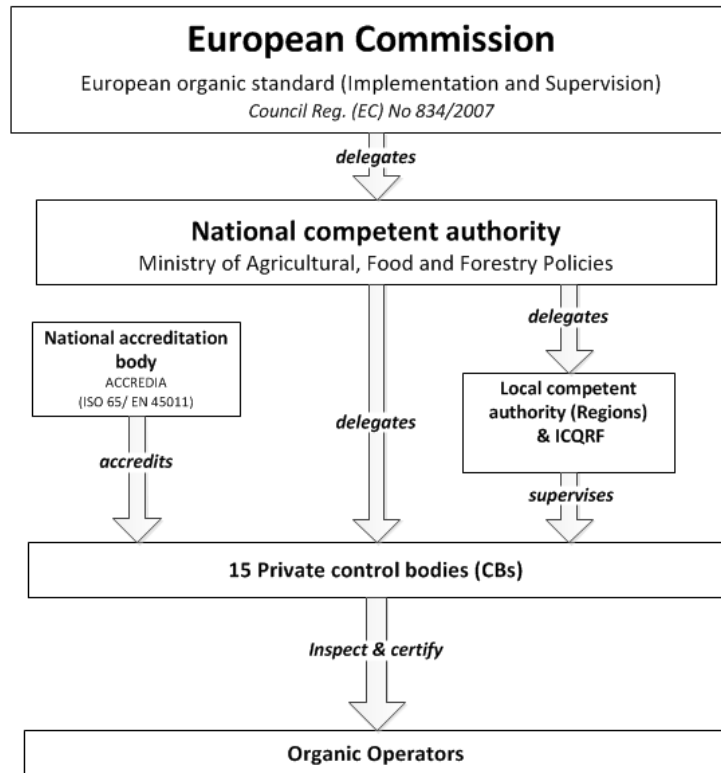 European Commission
European organic standard (Implementation and Supervision)
Council Reg. (EC) No 834/2007
delegates
National competent authority
Ministry of Agricultural, Food and Forestry Policies
delegates
National accreditation
body
ACCREDIA
(ISO 65/ EN 45011)
Local competent
authority (Regions)
& ICQRF
delegates
accredits
supervises
15 Private control bodies (CBs)
Inspect & certify
Organic Operators